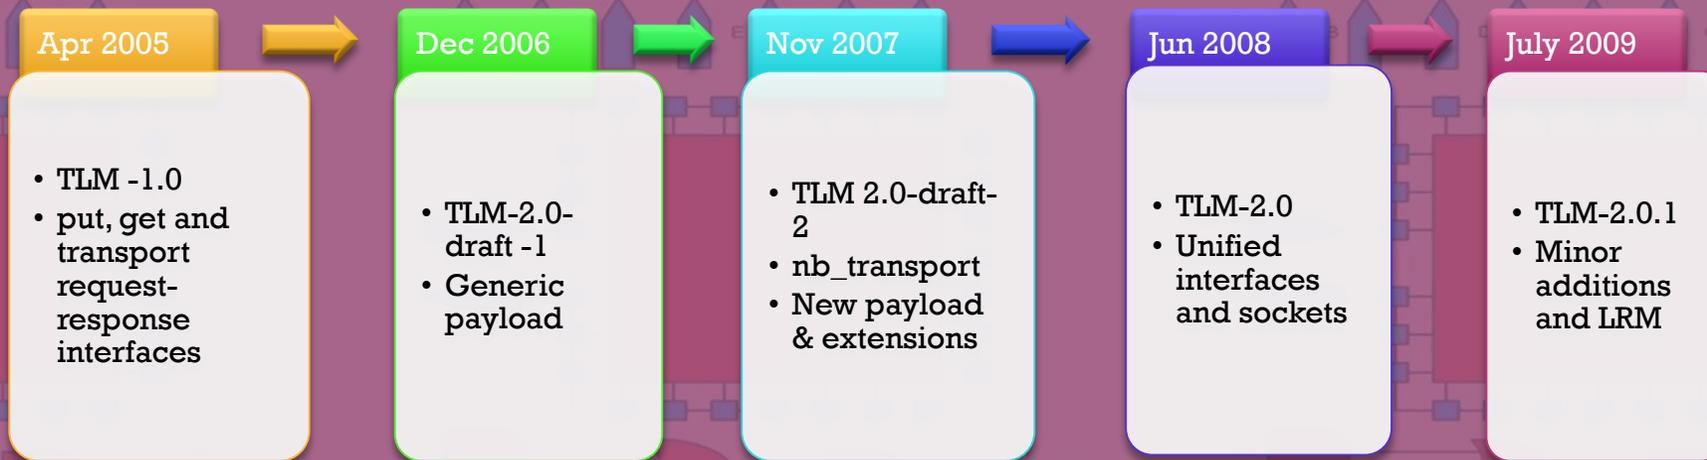 Apr 2005
• TLM -1.0
• put, get and
transport
request-
response
interfaces
Dec 2006
• TLM-2.0-
draft -1
• Generic
payload
Nov 2007
• TLM 2.0-draft-
2
• nb_transport
• New payload
& extensions
Jun 2008
• TLM-2.0
• Unified
interfaces
and sockets
July 2009
• TLM-2.0.1
• Minor
additions
and LRM